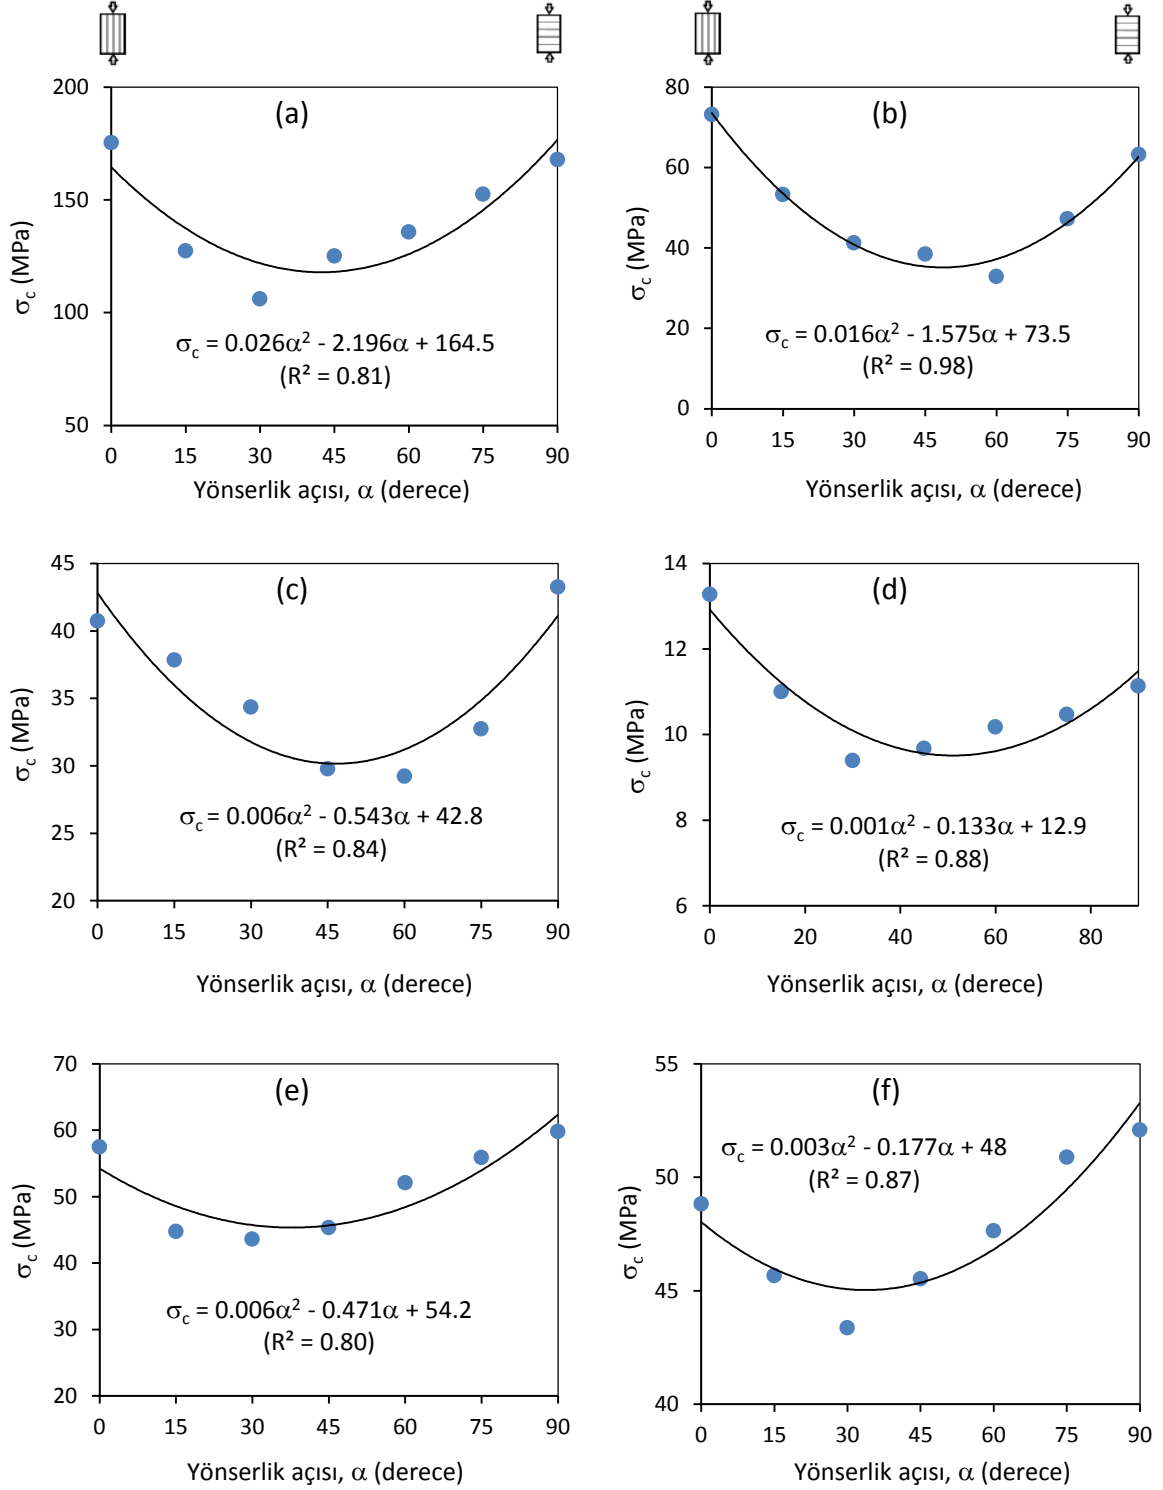 (a)
200
150
100
50
σc (MPa)
σc = 0.026α² - 2.196α + 164.5
(R² = 0.81)
0 15 30 45 60 75 90
Yönserlik açısı, α (derece)
(b)
80
60
40
20
0
σc (MPa)
σc = 0.016α² - 1.575α + 73.5
(R² = 0.98)
0 15 30 45 60 75 90
Yönserlik açısı, α (derece)
(c)
45
40
35
30
25
20
σc (MPa)
σc = 0.006α² - 0.543α + 42.8
(R² = 0.84)
0 15 30 45 60 75 90
Yönserlik açısı, α (derece)
(d)
14
12
10
8
6
σc (MPa)
σc = 0.001α² - 0.133α + 12.9
(R² = 0.88)
0 20 40 60 80
Yönserlik açısı, α (derece)
(e)
70
60
50
40
30
20
σc (MPa)
σc = 0.006α² - 0.471α + 54.2
(R² = 0.80)
0 15 30 45 60 75 90
Yönserlik açısı, α (derece)
(f)
55
50
45
40
σc (MPa)
σc = 0.003α² - 0.177α + 48
(R² = 0.87)
0 15 30 45 60 75 90
Yönserlik açısı, α (derece)